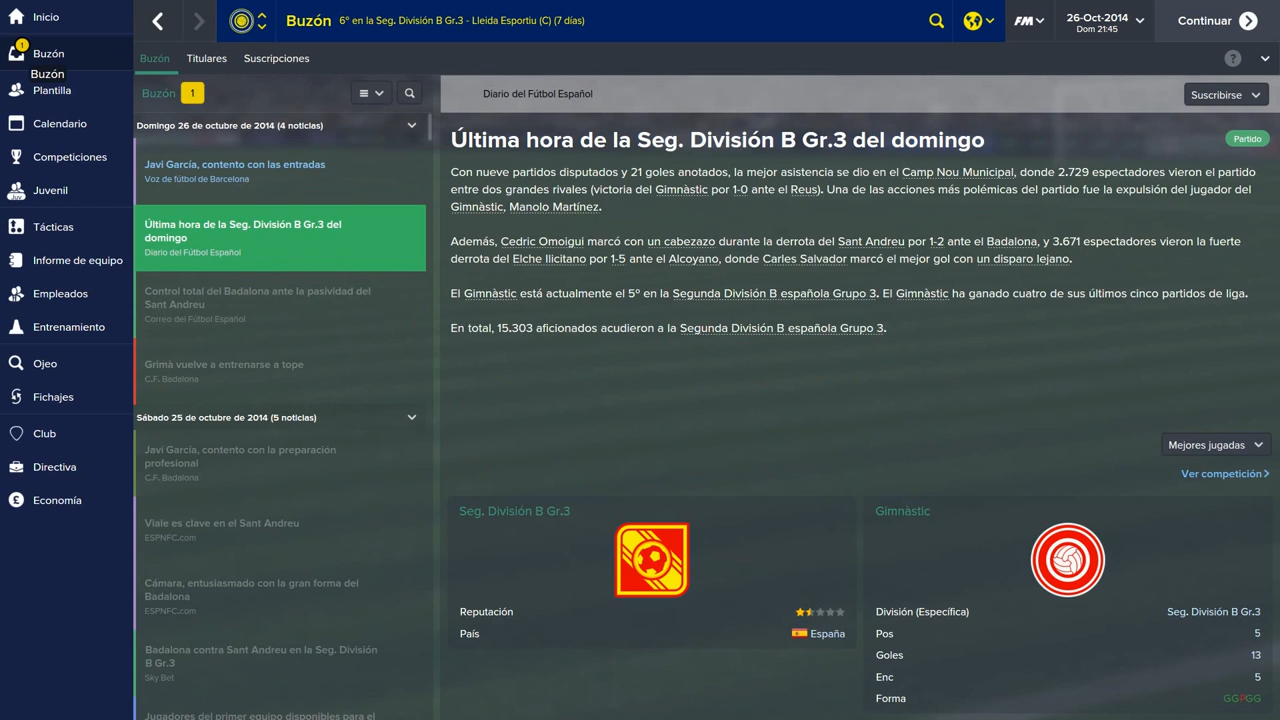 Inicio
1
Buzón
Buzón
Plantilla
Calendario
Competiciones
Juv
Juvenil
Tácticas
Informe de equipo
Empleados
Entrenamiento
Ojeo
Fichajes
Club
Directiva
Economía
Buzón 6º en la Seg. División B Gr.3 - Lleida Esportiu (C) (7 días)
FM
26-Oct-2014
Dom 21:45
Continuar
Buzón Titulares Suscripciones
?
Buzón 1
Domingo 26 de octubre de 2014 (4 noticias)
Javi García, contento con las entradas
Voz de fútbol de Barcelona
Última hora de la Seg. División B Gr.3 del
domingo
Diario del Fútbol Español
Control total del Badalona ante la pasividad del
Sant Andreu
Correo del Fútbol Español
Grimà vuelve a entrenarse a tope
C.F. Badalona
Sábado 25 de octubre de 2014 (5 noticias)
Javi García, contento con la preparación
profesional
C.F. Badalona
Viale es clave en el Sant Andreu
ESPNFC.com
Cámara, entusiasmado con la gran forma del
Badalona
ESPNFC.com
Badalona contra Sant Andreu en la Seg. División
B Gr.3
Sky Bet
Jugadores del primer equipo disponibles para el
Diario del Fútbol Español
Suscribirse
Última hora de la Seg. División B Gr.3 del domingo
Partido
Con nueve partidos disputados y 21 goles anotados, la mejor asistencia se dio en el Camp Nou Municipal, donde 2.729 espectadores vieron el partido
entre dos grandes rivales (victoria del Gimnàstic por 1-0 ante el Reus). Una de las acciones más polémicas del partido fue la expulsión del jugador del
Gimnàstic, Manolo Martínez.
Además, Cedric Omoigui marcó con un cabezazo durante la derrota del Sant Andreu por 1-2 ante el Badalona, y 3.671 espectadores vieron la fuerte
derrota del Elche Ilicitano por 1-5 ante el Alcoyano, donde Carles Salvador marcó el mejor gol con un disparo lejano.
El Gimnàstic está actualmente el 5º en la Segunda División B española Grupo 3. El Gimnàstic ha ganado cuatro de sus últimos cinco partidos de liga.
En total, 15.303 aficionados acudieron a la Segunda División B española Grupo 3.
Mejores jugadas
Ver competición
Seg. División B Gr.3
Reputación
País España
Gimnàstic
División (Específica) Seg. División B Gr.3
Pos 5
Goles 13
Enc 5
Forma GGPGG